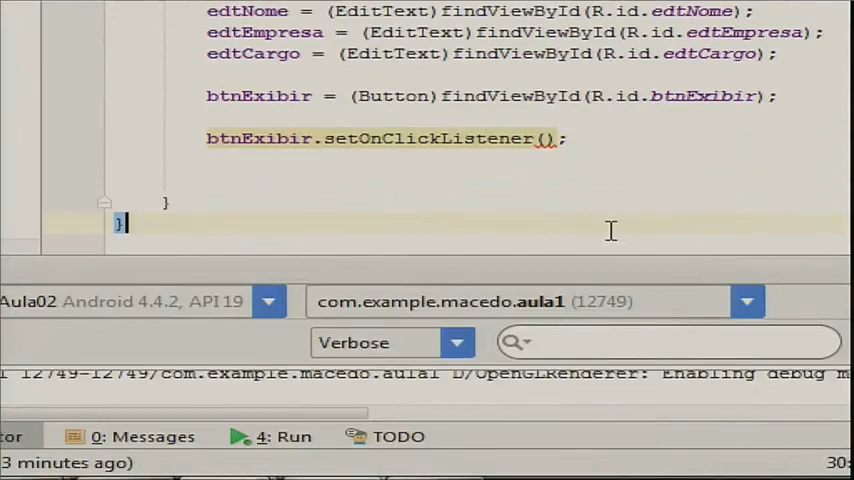 edtNome = (EditText)findViewById(R.id.edtNome);
edtEmpresa = (EditText)findViewById(R.id.edtEmpresa);
edtCargo = (EditText)findViewById(R.id.edtCargo);
btnExibir = (Button)findViewById(R.id.btnExibir);
btnExibir.setOnClickListener();
}
}
Aula02 Android 4.4.2, API 19 com.example.macedo.aula1 (12749)
Verbose
12749-12749/com.example.macedo.aula1 D/OpenGLRenderer: Enabling debug m
tor 0: Messages 4: Run TODO
3 minutes ago) 30: